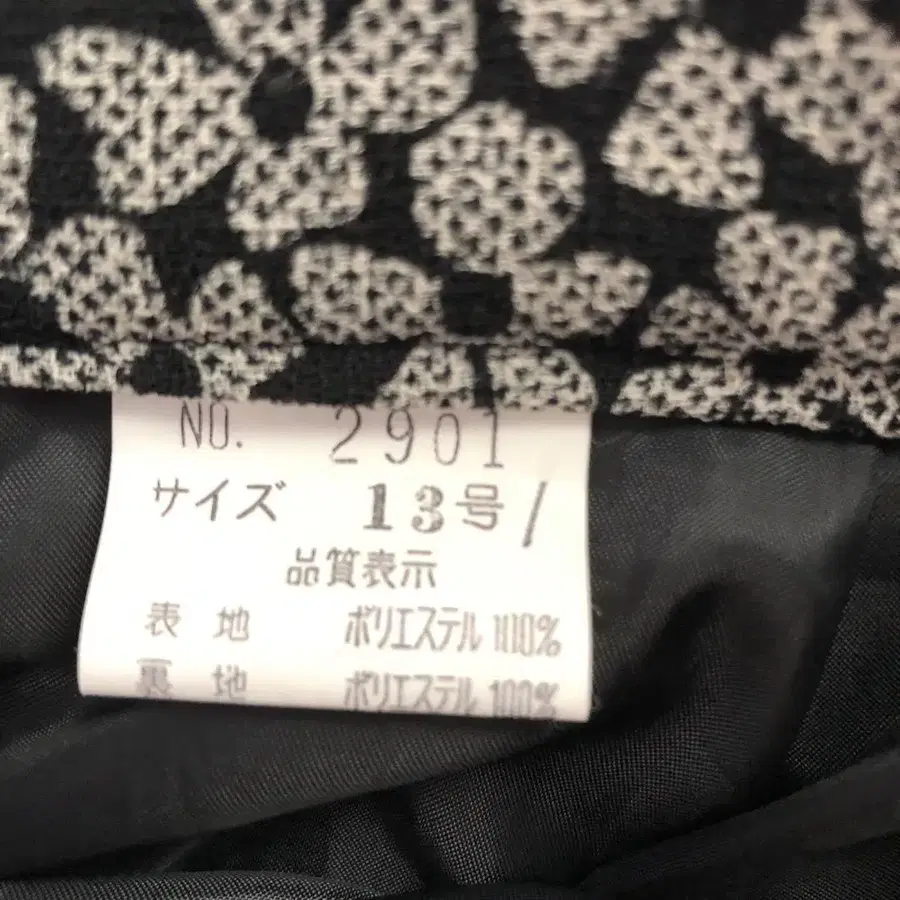 NO. 2901
サイズ 13号/
品質表示
表地 ポリエステル 100%
裏地 ポリエステル 100%